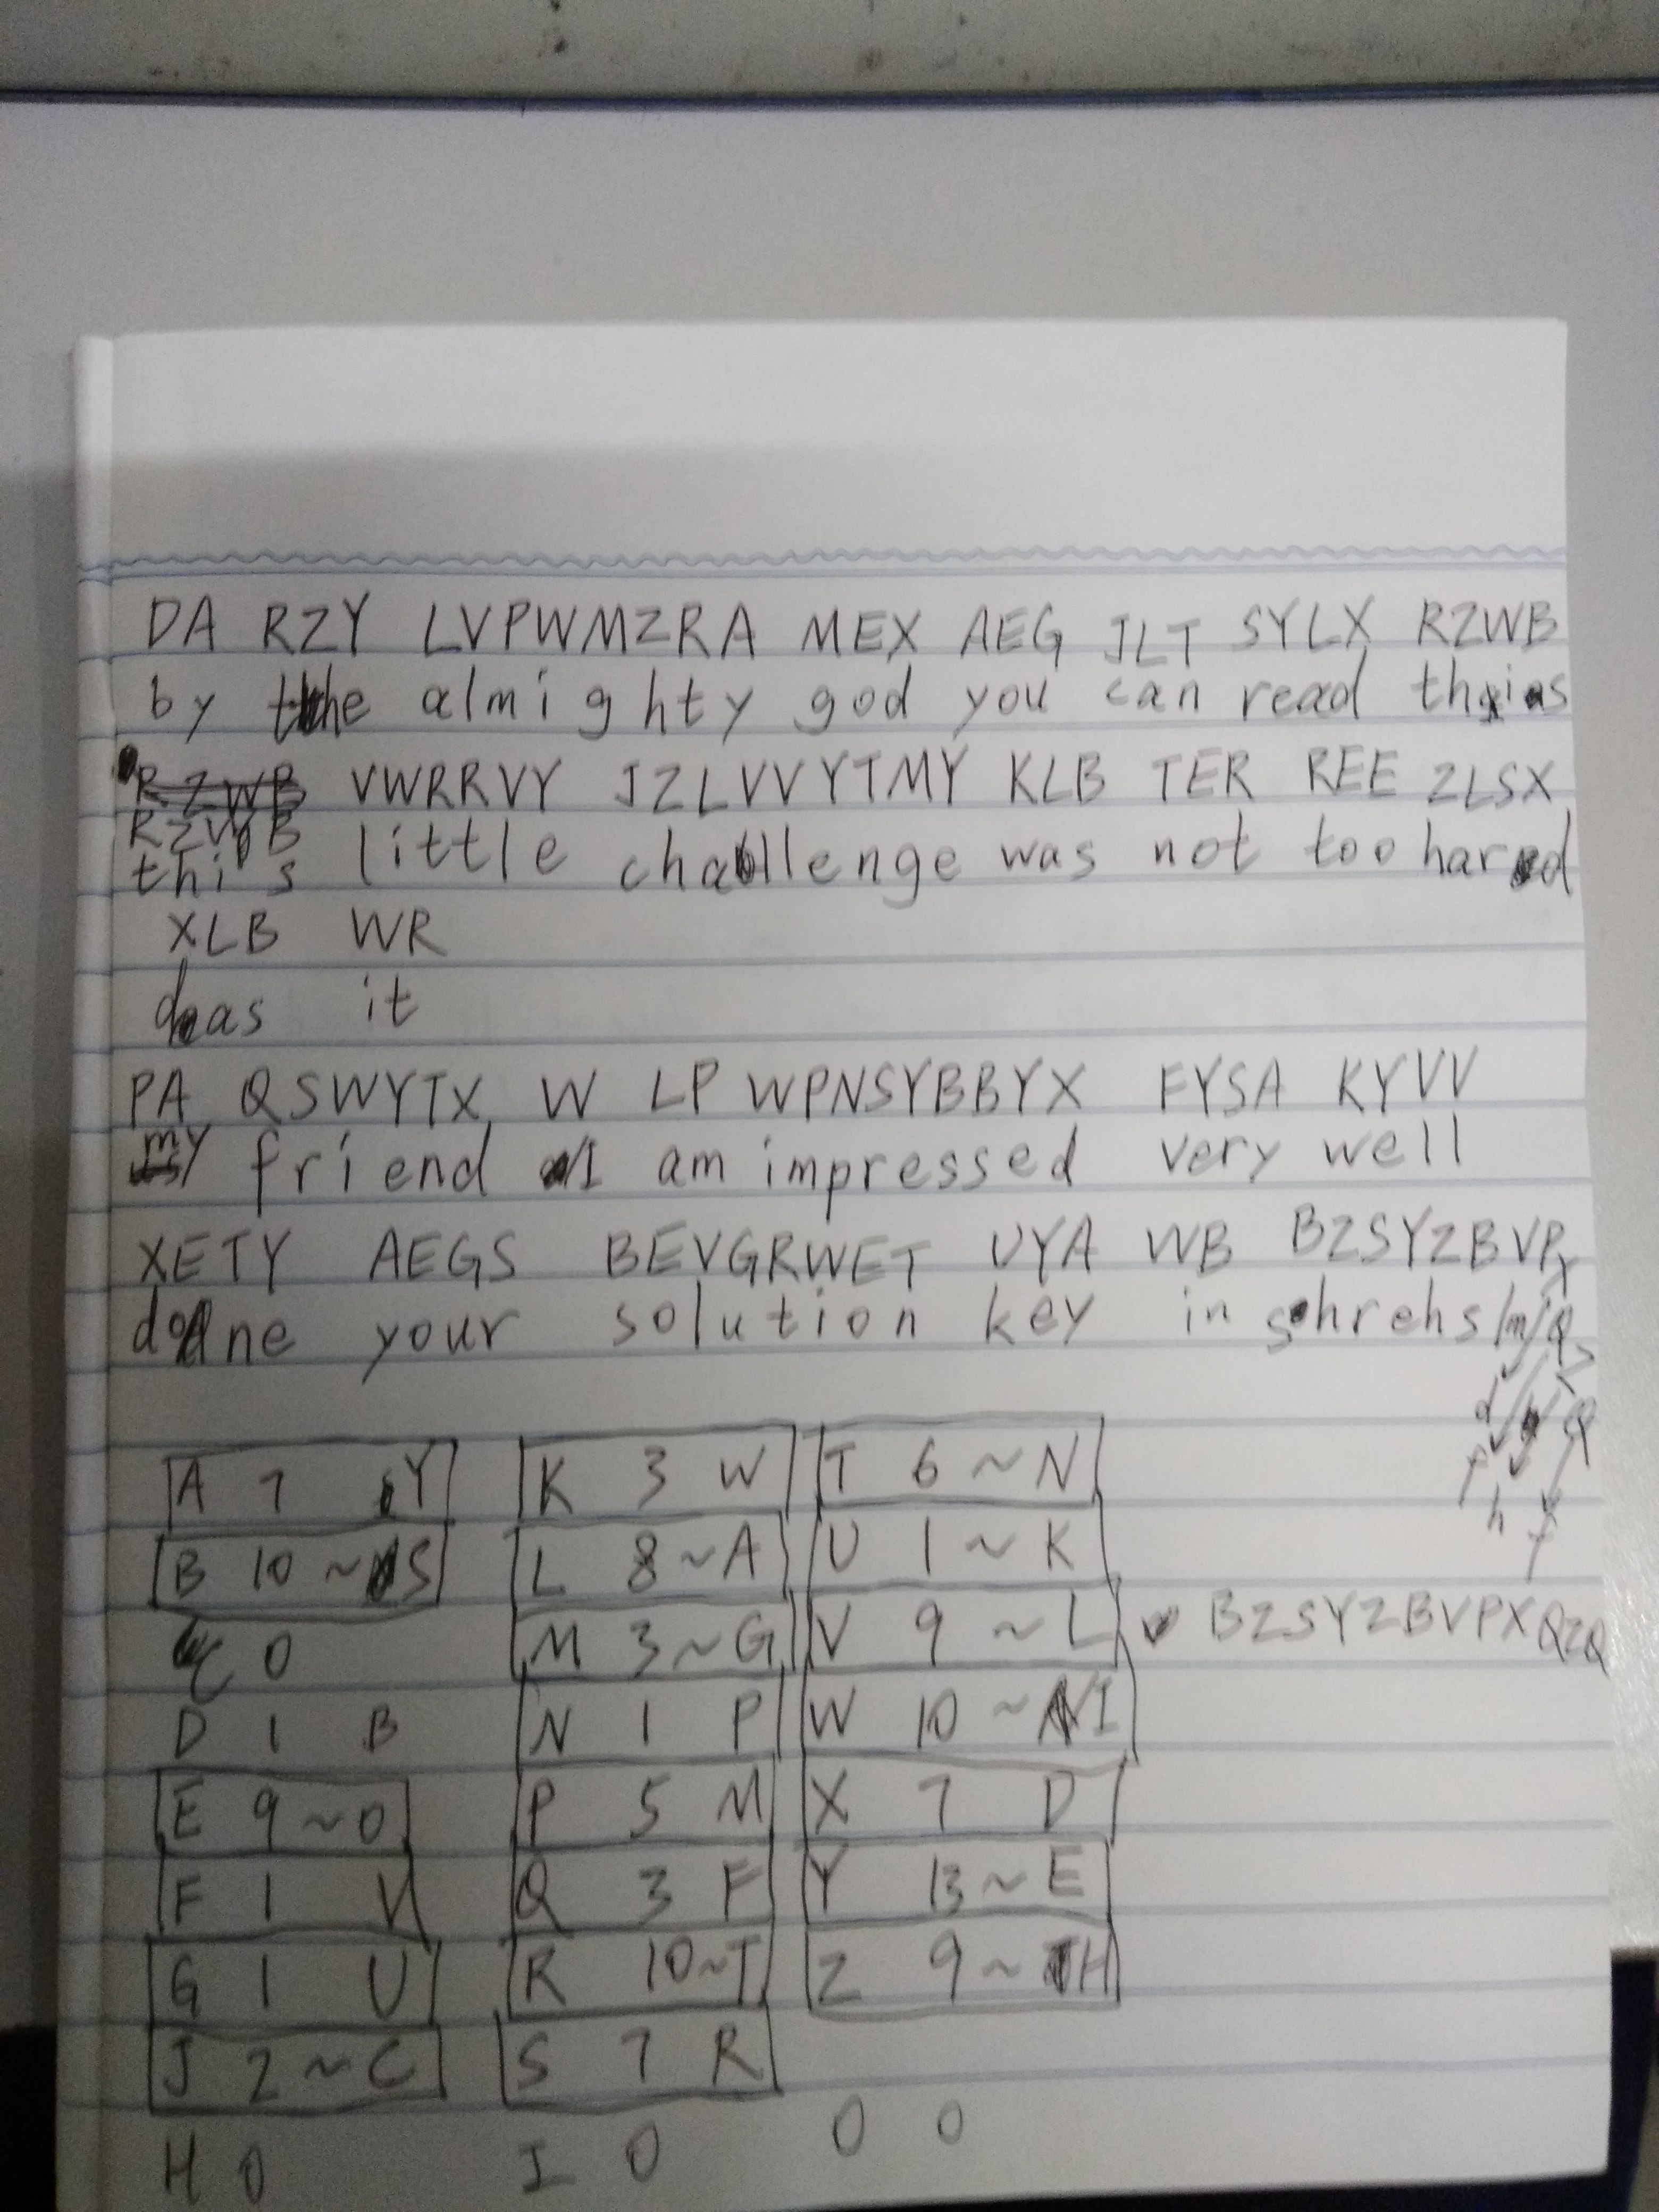 DA RZY LVPWMZRA MEX AEG JLT SYLX RZWB
by the almighty god you can read this
RZWB VWRRVY JZLVVYTMY KLB TER REE ZLSX
RZWB
this little challenge was not too hard
XLB WR
das it
PA QSWYTX W LP WPNSYBBYX FYSA KYVV
my friend I am impressed very well
XETY AEGS BEVGRWET UYA WB BZSYZBVPX
done your solution key in shrehs/m/Q
d Q
f
h f
A 7 Y K 3 W T 6 ~ N
B 10 ~ S L 8 ~ A U 1 ~ K
C 0 M 3 ~ G V 9 ~ L BZSYZBVPXQZQ
D 1 B N 1 P W 10 ~ I
E 9 ~ O P 5 M X 7 D
F 1 V Q 3 F Y 13 ~ E
G 1 U R 10 ~ T Z 9 ~ H
J 2 ~ C S 7 R
H 0 I 0 O 0